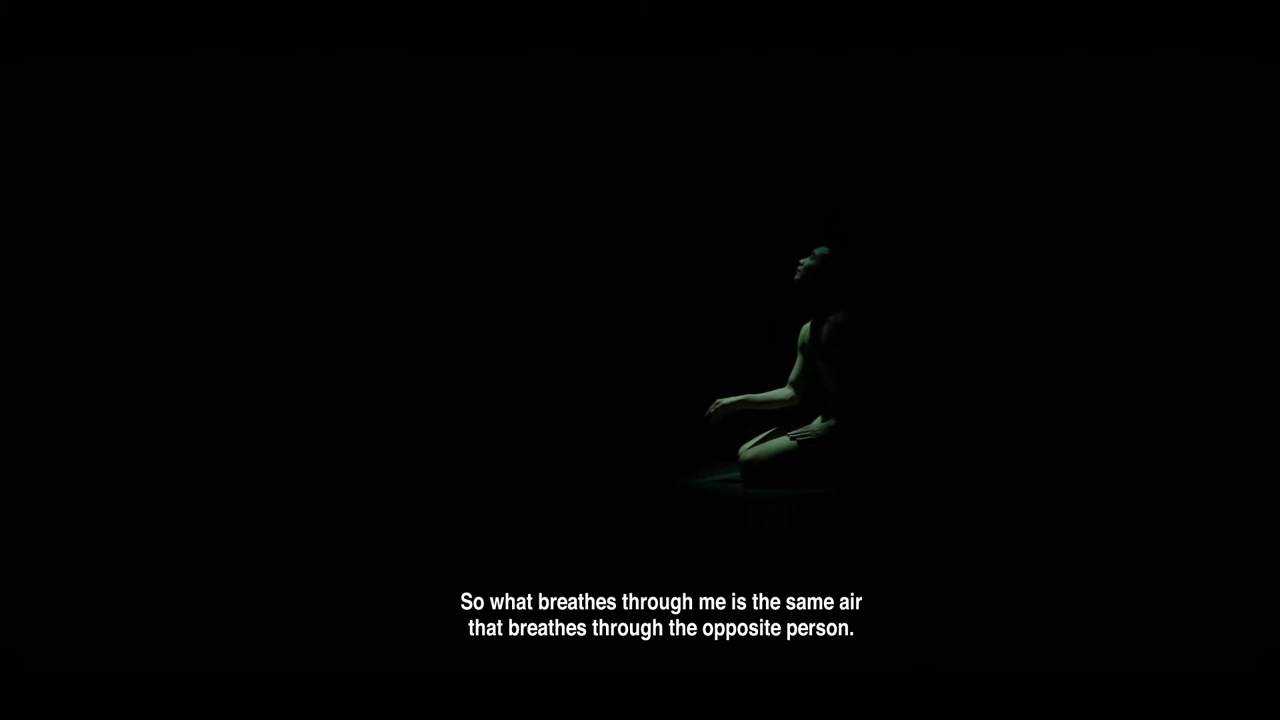 So what breathes through me is the same air
that breathes through the opposite person.